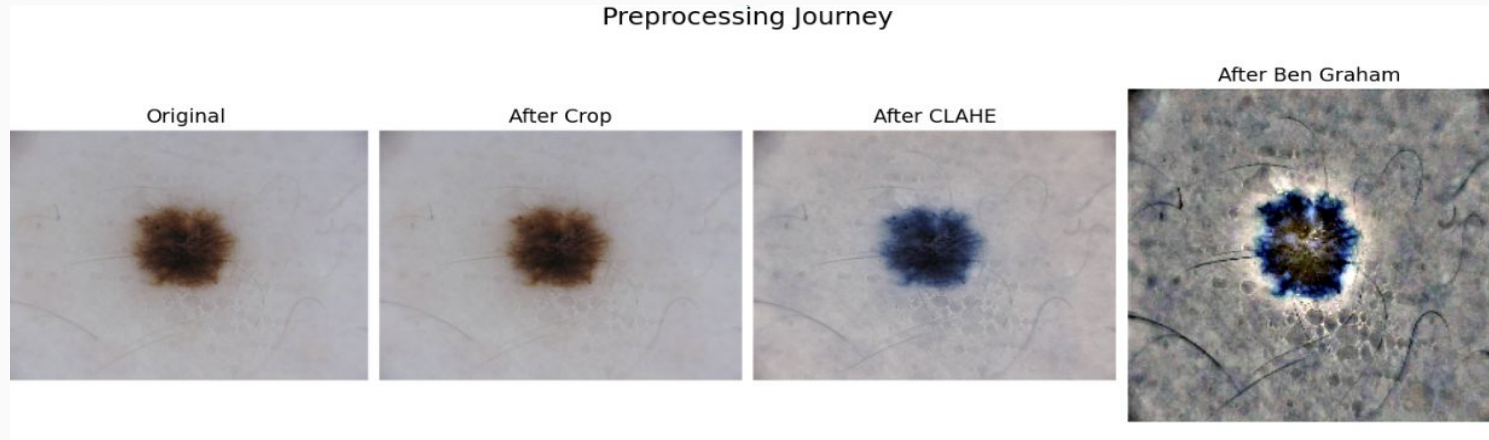 Preprocessing Journey
Original
After Crop
After CLAHE
After Ben Graham